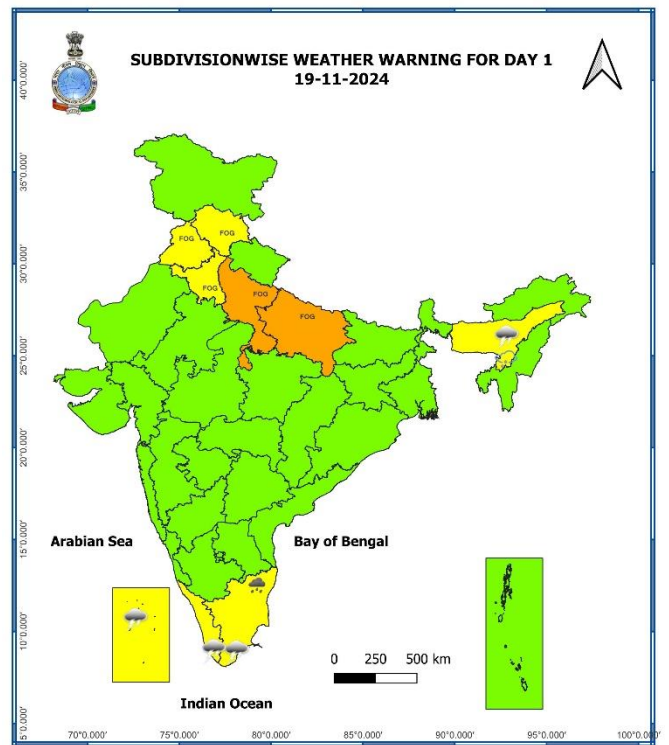 SUBDIVISIONWISE WEATHER WARNING FOR DAY 1
19-11-2024
40°0.000'
35°0.000'
FOG
FOG
30°0.000'
FOG
FOG
FOG
25°0.000'
20°0.000'
15°0.000'
Arabian Sea
Bay of Bengal
10°0.000'
0 250 500 km
Indian Ocean
5°0.000'
70°0.000' 75°0.000' 80°0.000' 85°0.000' 90°0.000' 95°0.000' 100°0.000'